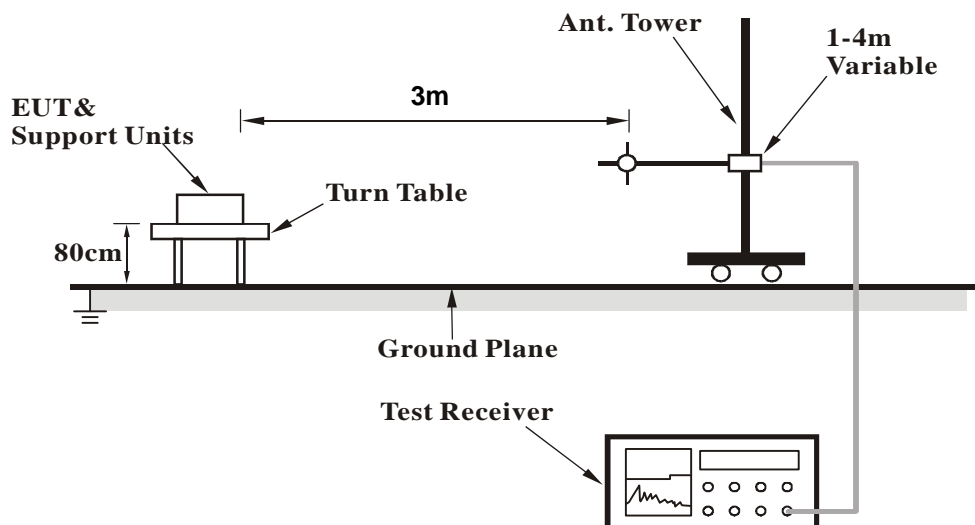 Ant. Tower
1-4m
Variable
3m
EUT&
Support Units
Turn Table
80cm
Ground Plane
Test Receiver